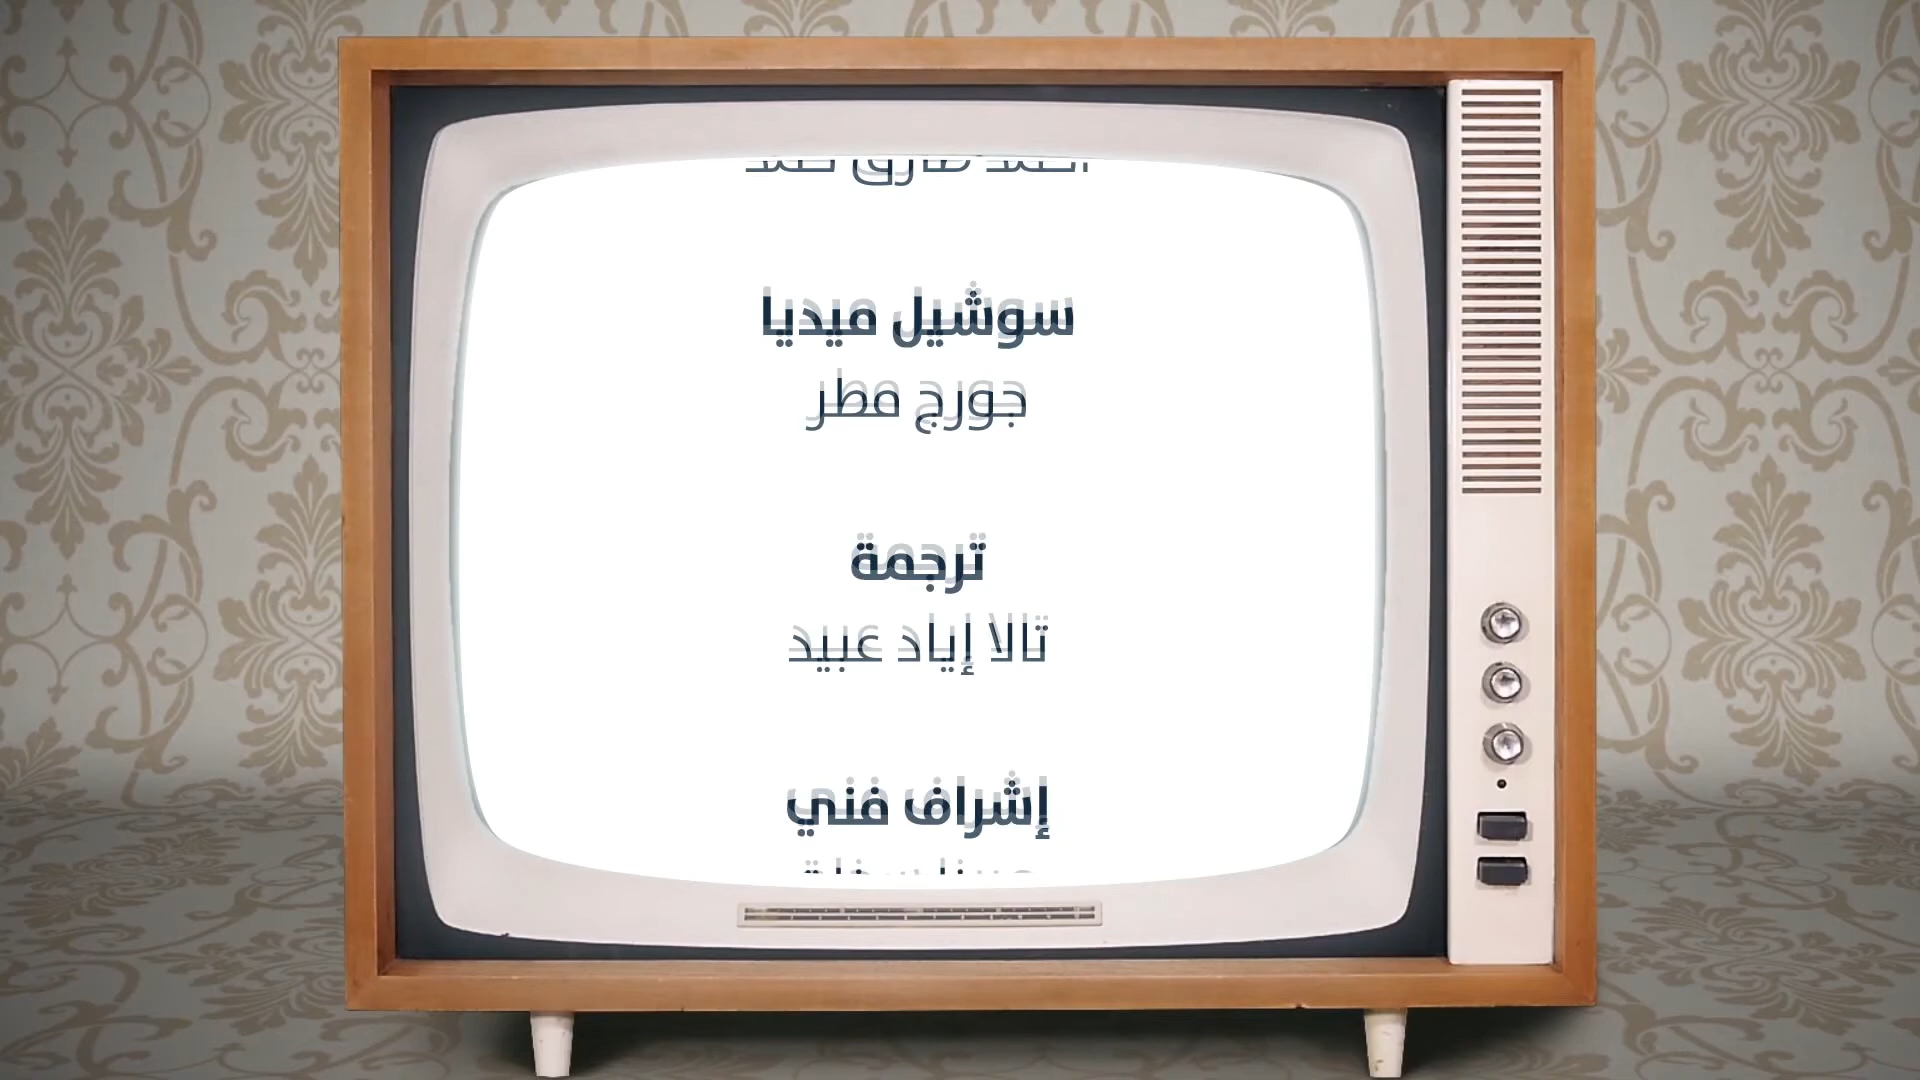 سوشيل ميديا
جورج مطر
ترجمة
تالا إياد عبيد
إشراف فني